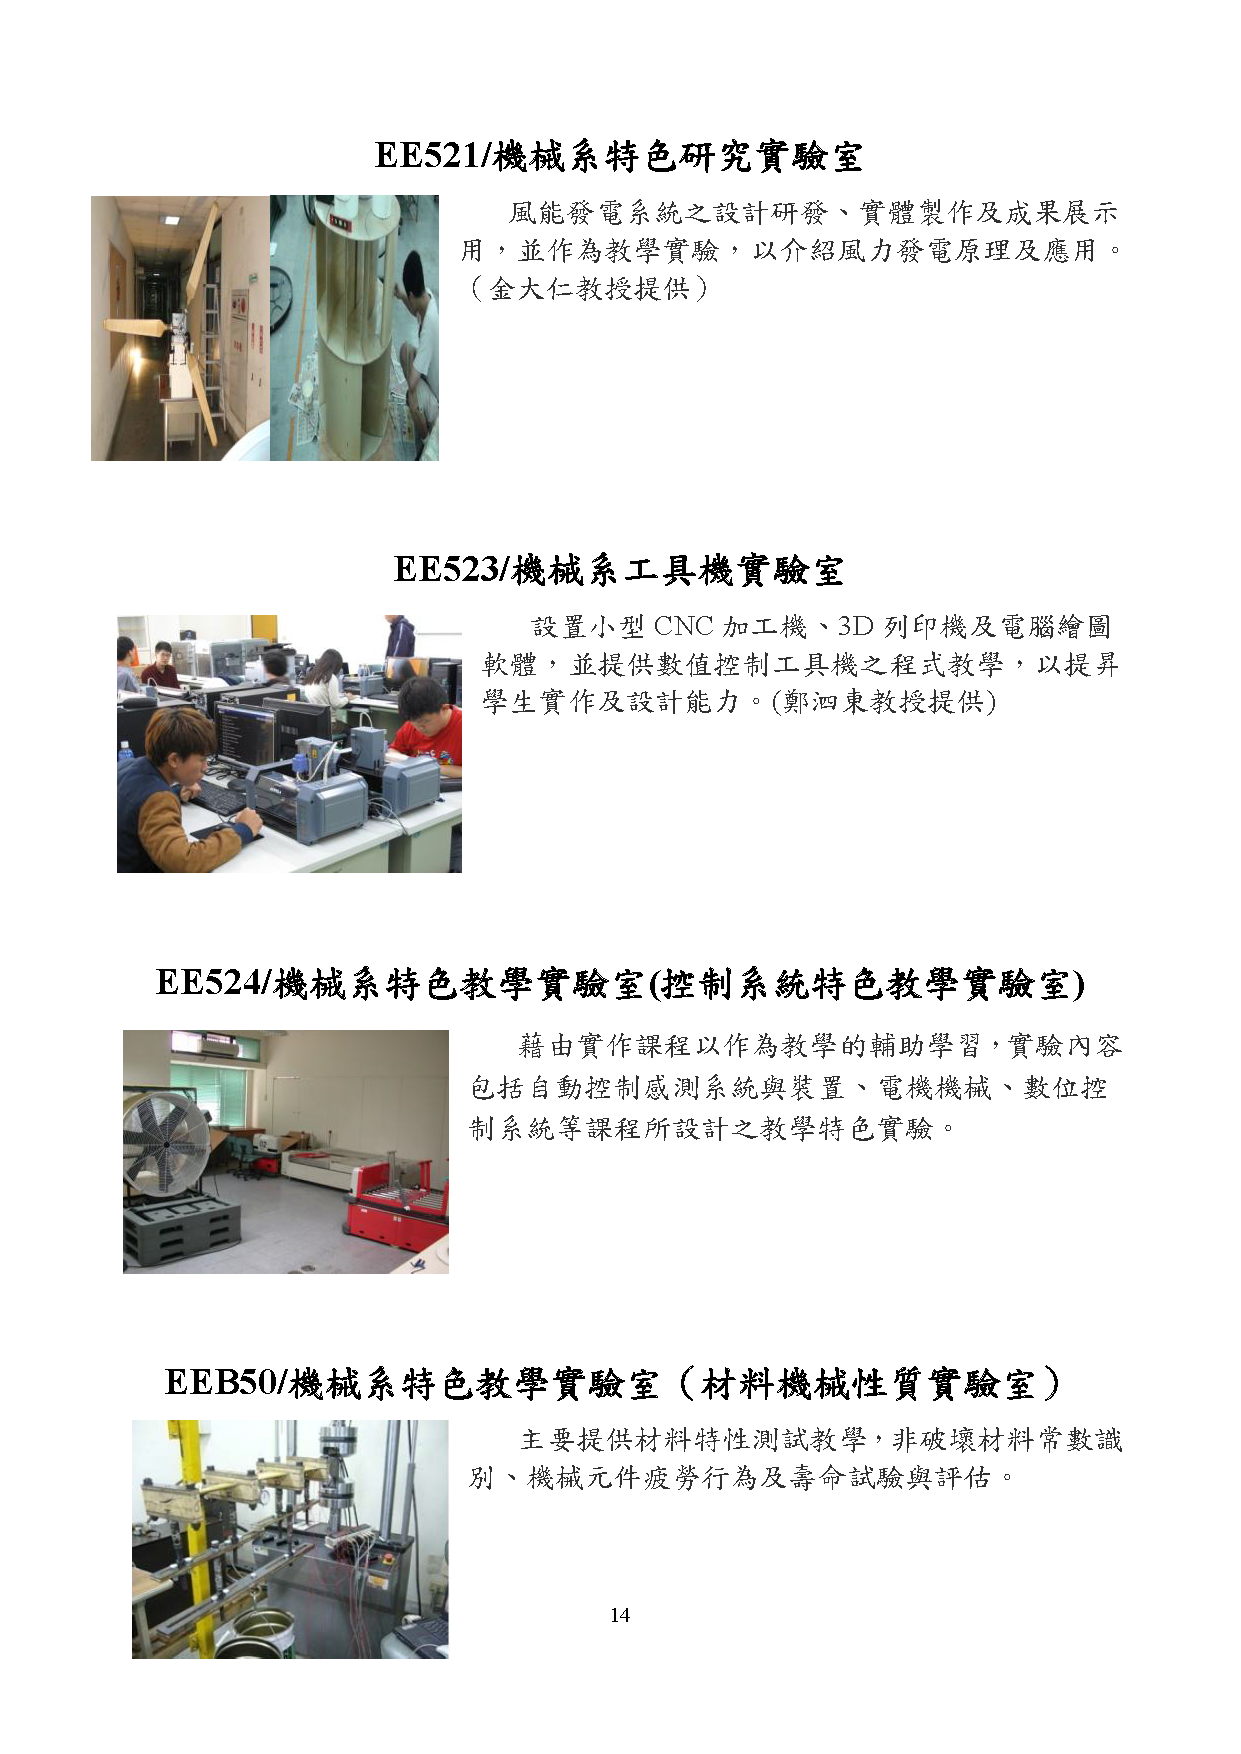 EE521/機械系特色研究實驗室
風能發電系統之設計研發、實體製作及成果展示
用，並作為教學實驗，以介紹風力發電原理及應用。
（金大仁教授提供）
EE523/機械系工具機實驗室
設置小型 CNC 加工機、3D 列印機及電腦繪圖
軟體，並提供數值控制工具機之程式教學，以提昇
學生實作及設計能力。(鄭泗東教授提供)
EE524/機械系特色教學實驗室(控制系統特色教學實驗室)
藉由實作課程以作為教學的輔助學習，實驗內容
包括自動控制感測系統與裝置、電機機械、數位控
制系統等課程所設計之教學特色實驗。
EEB50/機械系特色教學實驗室（材料機械性質實驗室）
主要提供材料特性測試教學，非破壞材料常數識
別、機械元件疲勞行為及壽命試驗與評估。
14